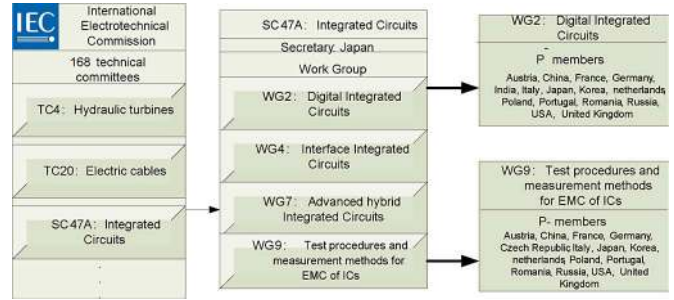 IEC
International
Electrotechnical
Commission
168 technical
committees
TC4: Hydraulic turbines
TC20: Electric cables
SC47A: Integrated
Circuits
.
.
.
SC47A: Integrated Circuits
Secretary: Japan
Work Group
WG2: Digital Integrated
Circuits
WG4: Interface Integrated
Circuits
WG7: Advanced hybrid
Integrated Circuits
WG9: Test procedures and
measurement methods for
EMC of ICs
WG2: Digital Integrated
Circuits
P- members
Austria, China, France, Germany,
India, Italy, Japan, Korea, netherlands,
Poland, Portugal, Romania, Russia,
USA, United Kingdom
WG9: Test procedures and
measurement methods
for EMC of ICs
P- members
Austria, China, France, Germany,
Czech Republic Italy, Japan, Korea,
netherlands, Poland, Portugal,
Romania, Russia, USA, United
Kingdom